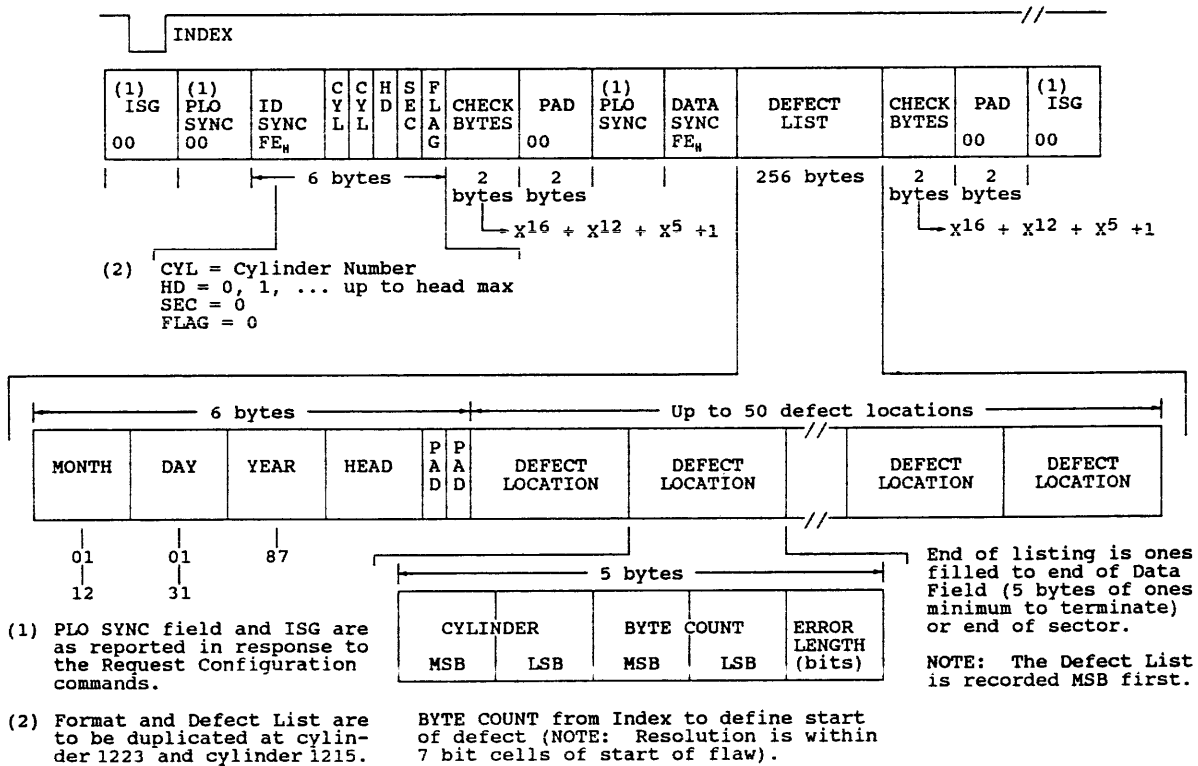 INDEX
(1) ISG 00
(1) PLO SYNC 00
ID SYNC FE_H
CYL
CYL
HD
SEC
FLAG
CHECK BYTES
PAD 00
(1) PLO SYNC
DATA SYNC FE_H
DEFECT LIST
CHECK BYTES
PAD 00
(1) ISG 00
6 bytes
2 bytes
2 bytes
256 bytes
2 bytes
2 bytes
X^16 + X^12 + X^5 +1
X^16 + X^12 + X^5 +1
(2) CYL = Cylinder Number
HD = 0, 1, ... up to head max
SEC = 0
FLAG = 0
6 bytes
Up to 50 defect locations
MONTH
DAY
YEAR
HEAD
PAD
PAD
DEFECT LOCATION
DEFECT LOCATION
DEFECT LOCATION
DEFECT LOCATION
01
12
01
31
87
5 bytes
CYLINDER
MSB LSB
BYTE COUNT
MSB LSB
ERROR
LENGTH
(bits)
End of listing is ones
filled to end of Data
Field (5 bytes of ones
minimum to terminate)
or end of sector.
NOTE: The Defect List
is recorded MSB first.
(1) PLO SYNC field and ISG are
as reported in response to
the Request Configuration
commands.
(2) Format and Defect List are
to be duplicated at cylin-
der 1223 and cylinder 1215.
BYTE COUNT from Index to define start
of defect (NOTE: Resolution is within
7 bit cells of start of flaw).